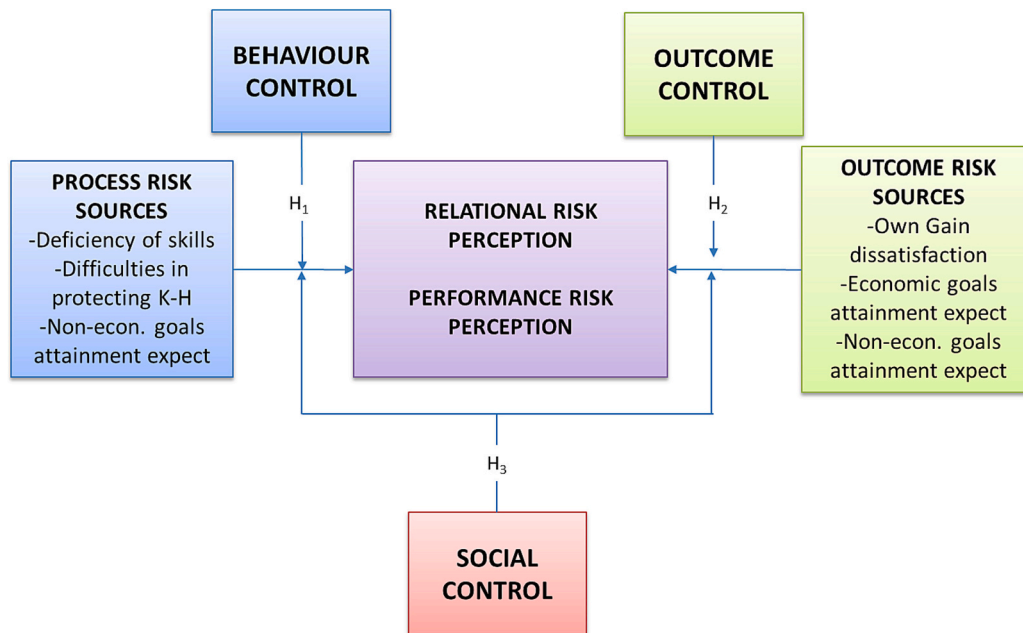 BEHAVIOUR
CONTROL
OUTCOME
CONTROL
PROCESS RISK
SOURCES
-Deficiency of skills
-Difficulties in
protecting K-H
-Non-econ. goals
attainment expect
H₁
RELATIONAL RISK
PERCEPTION
PERFORMANCE RISK
PERCEPTION
H₂
OUTCOME RISK
SOURCES
-Own Gain
dissatisfaction
-Economic goals
attainment expect
-Non-econ. goals
attainment expect
H₃
SOCIAL
CONTROL